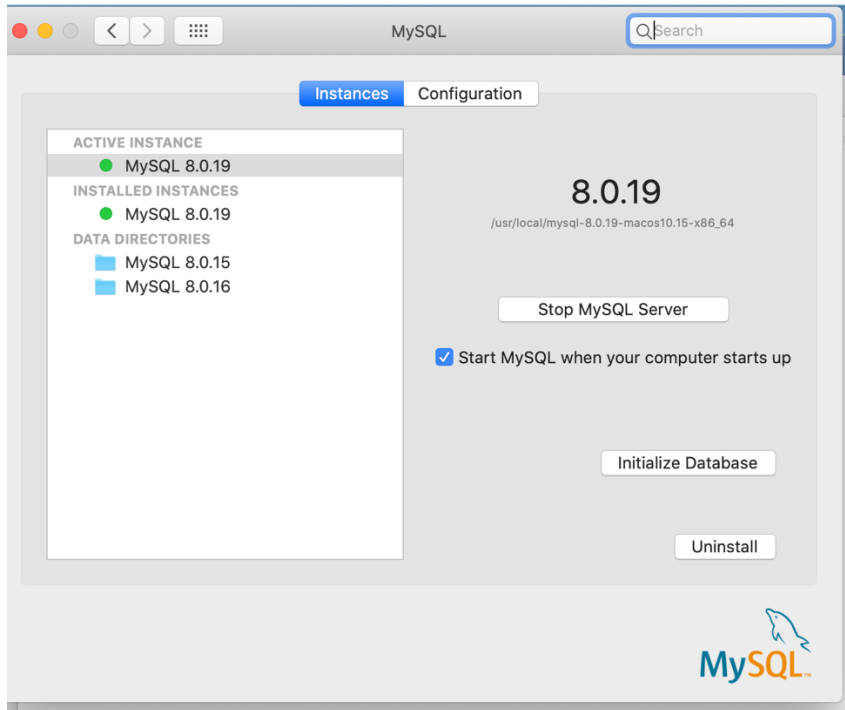 MySQL
Search
Instances
Configuration
ACTIVE INSTANCE
MySQL 8.0.19
INSTALLED INSTANCES
MySQL 8.0.19
DATA DIRECTORIES
MySQL 8.0.15
MySQL 8.0.16
8.0.19
/usr/local/mysql-8.0.19-macos10.15-x86_64
Stop MySQL Server
Start MySQL when your computer starts up
Initialize Database
Uninstall
MySQL™